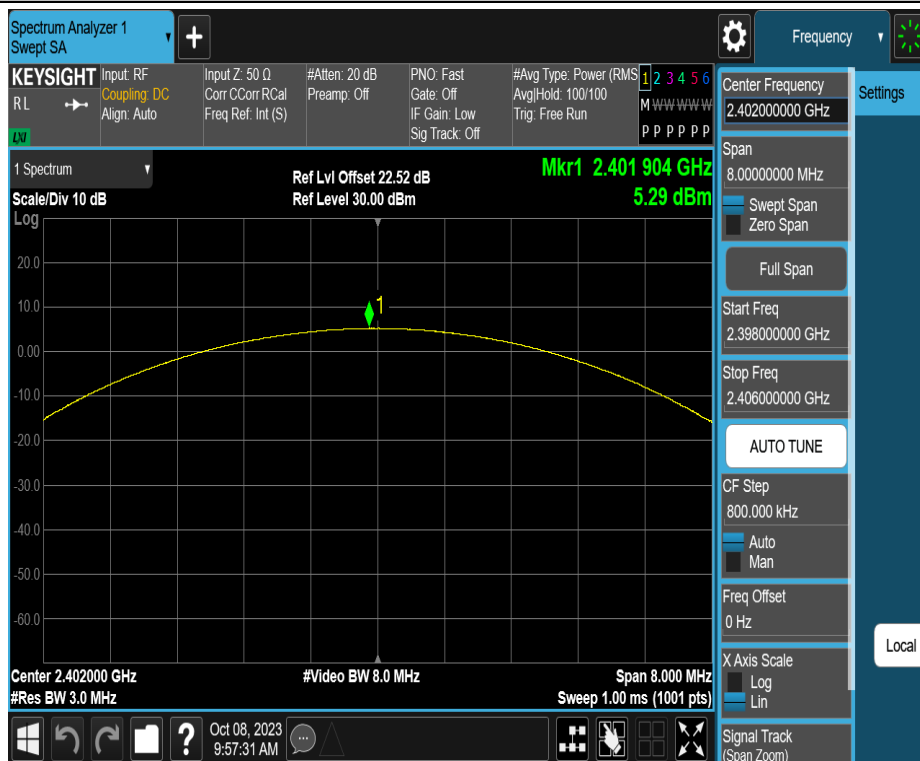 Spectrum Analyzer 1
Swept SA
Frequency
KEYSIGHT
RL
LXI
Input: RF
Coupling: DC
Align: Auto
Input Z: 50 Ω
Corr CCorr RCal
Freq Ref: Int (S)
#Atten: 20 dB
Preamp: Off
PNO: Fast
Gate: Off
IF Gain: Low
Sig Track: Off
#Avg Type: Power (RMS
Avg|Hold: 100/100
Trig: Free Run
1 2 3 4 5 6
M W W W W W
P P P P P P
1 Spectrum
Scale/Div 10 dB
Ref Lvl Offset 22.52 dB
Ref Level 30.00 dBm
Mkr1 2.401 904 GHz
5.29 dBm
Log
20.0
10.0
0.00
-10.0
-20.0
-30.0
-40.0
-50.0
-60.0
1
Center 2.402000 GHz
#Res BW 3.0 MHz
#Video BW 8.0 MHz
Span 8.000 MHz
Sweep 1.00 ms (1001 pts)
Center Frequency
2.402000000 GHz
Settings
Span
8.00000000 MHz
Swept Span
Zero Span
Full Span
Start Freq
2.398000000 GHz
Stop Freq
2.406000000 GHz
AUTO TUNE
CF Step
800.000 kHz
Auto
Man
Freq Offset
0 Hz
Local
X Axis Scale
Log
Lin
Signal Track
(Span Zoom)
?
Oct 08, 2023
9:57:31 AM